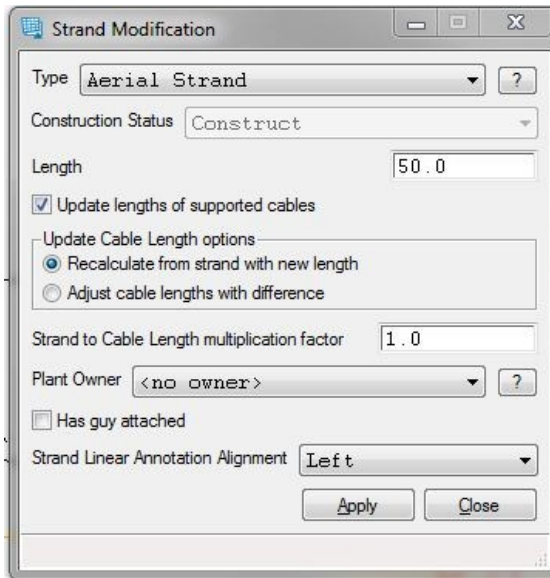 Strand Modification
Type Aerial Strand ?
Construction Status Construct
Length 50.0
Update lengths of supported cables
Update Cable Length options
Recalculate from strand with new length
Adjust cable lengths with difference
Strand to Cable Length multiplication factor 1.0
Plant Owner <no owner> ?
Has guy attached
Strand Linear Annotation Alignment Left
Apply Close